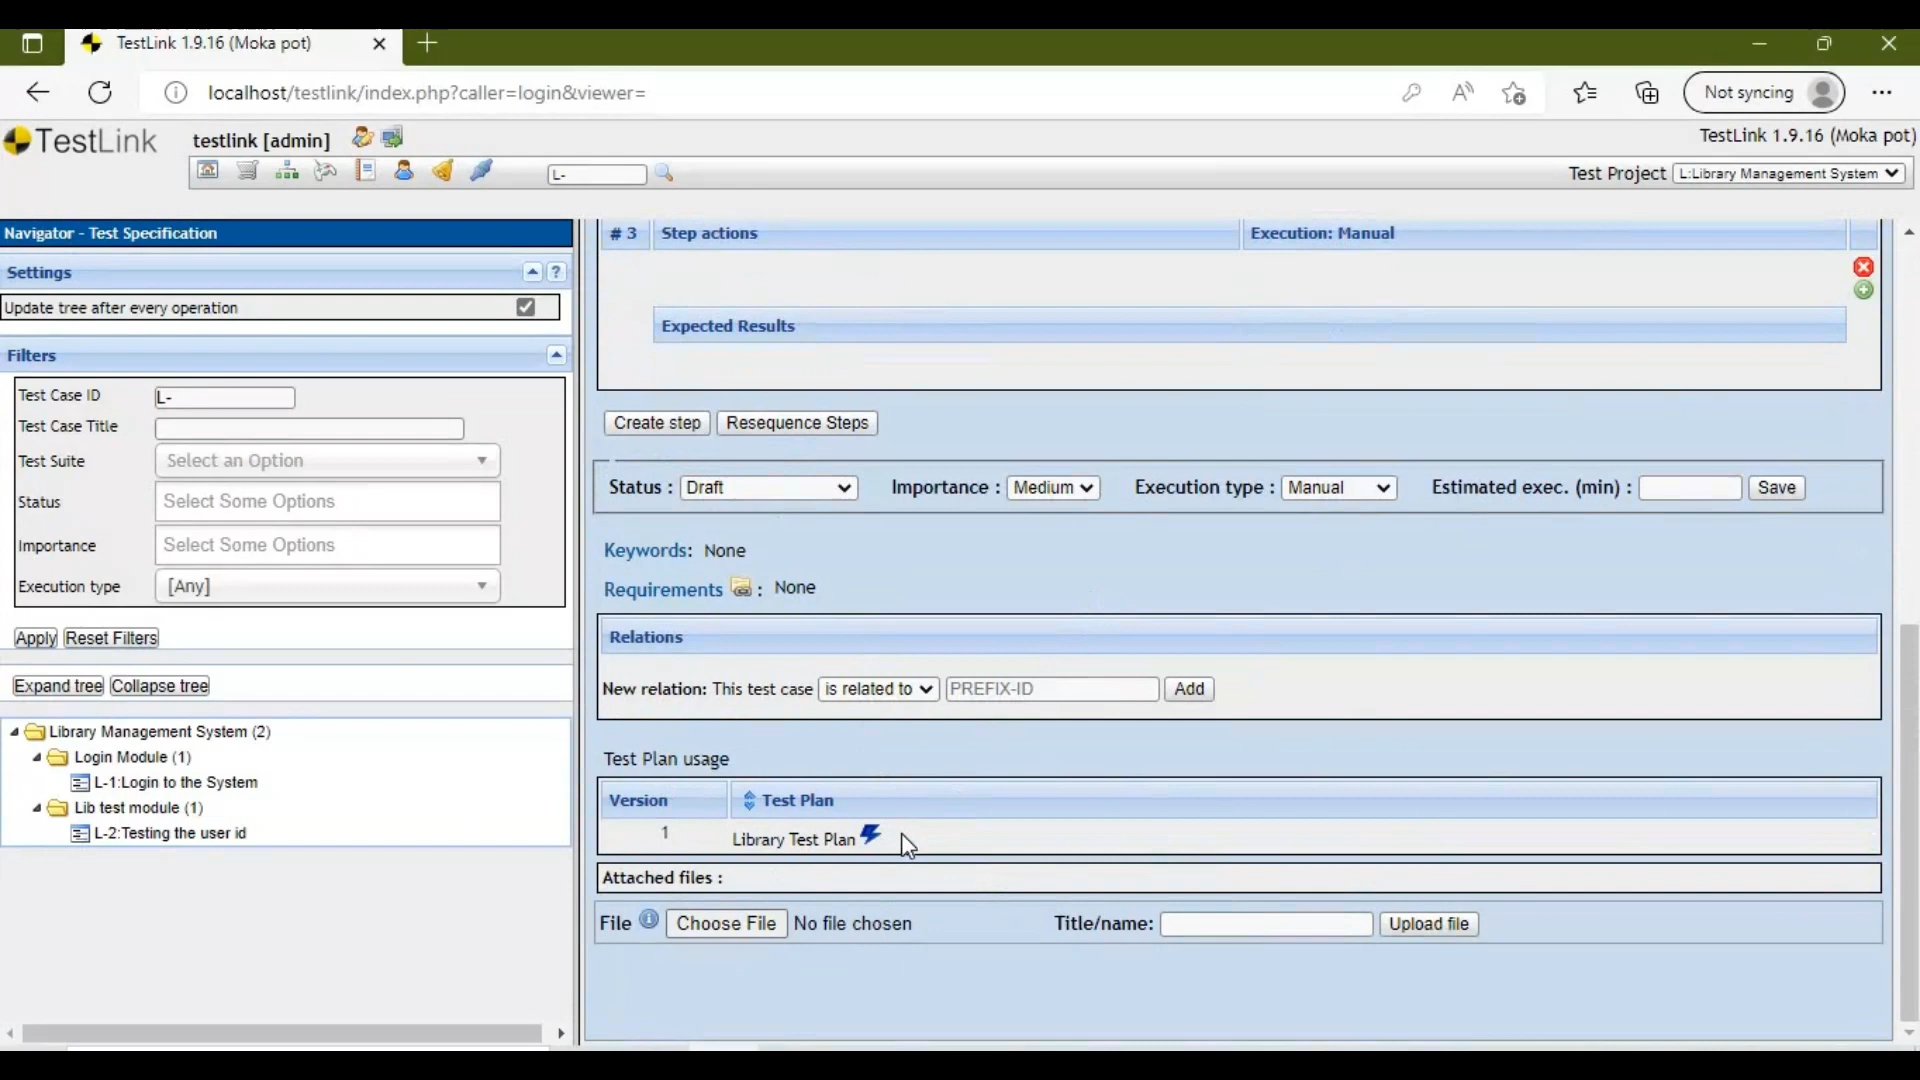 TestLink 1.9.16 (Moka pot)
localhost/testlink/index.php?caller=login&viewer=
Not syncing
TestLink
testlink [admin]
TestLink 1.9.16 (Moka pot)
L-
Test Project L:Library Management System
Navigator - Test Specification
Settings
Update tree after every operation
Filters
Test Case ID L-
Test Case Title
Test Suite Select an Option
Status Select Some Options
Importance Select Some Options
Execution type [Any]
Apply Reset Filters
Expand tree Collapse tree
Library Management System (2)
Login Module (1)
L-1:Login to the System
Lib test module (1)
L-2:Testing the user id
# 3 Step actions Execution: Manual
Expected Results
Create step Resequence Steps
Status : Draft Importance : Medium Execution type : Manual Estimated exec. (min) : Save
Keywords: None
Requirements : None
Relations
New relation: This test case is related to PREFIX-ID Add
Test Plan usage
Version Test Plan
1 Library Test Plan
Attached files :
File Choose File No file chosen Title/name: Upload file